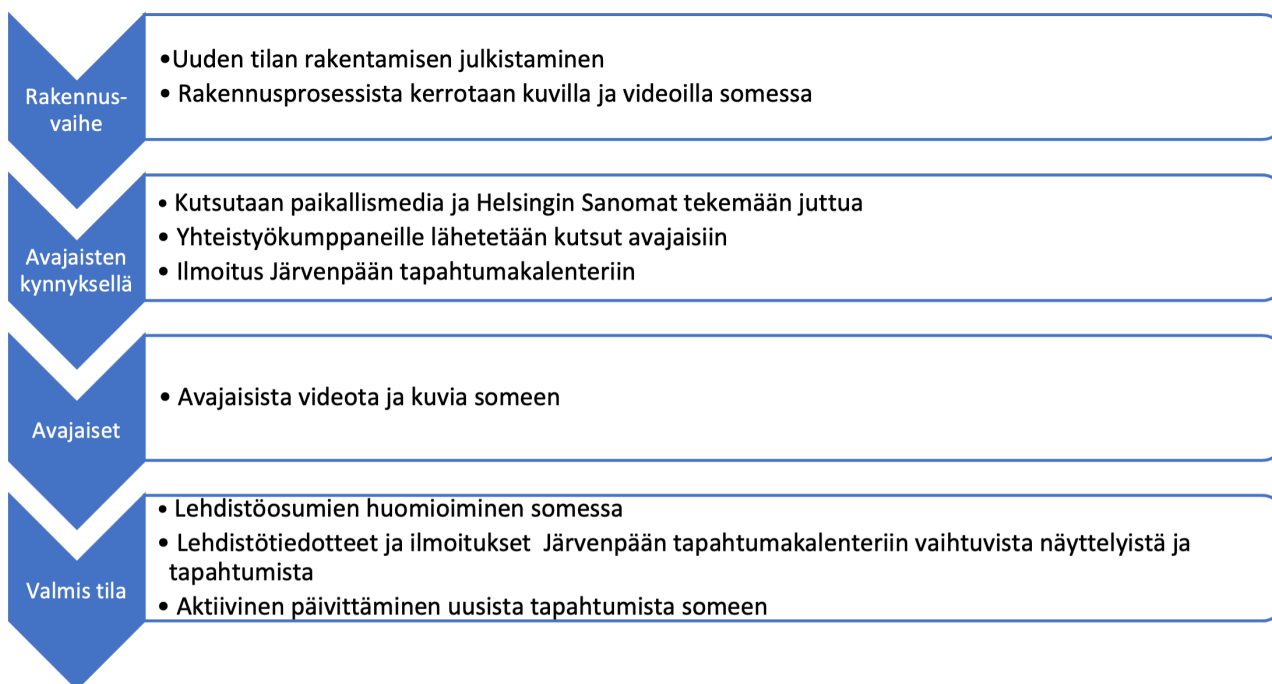 Rakennus-
vaihe
•Uuden tilan rakentamisen julkistaminen
• Rakennusprosessista kerrotaan kuvilla ja videoilla somessa
Avajaisten
kynnyksellä
• Kutsutaan paikallismedia ja Helsingin Sanomat tekemään juttua
• Yhteistyökumppaneille lähetetään kutsut avajaisiin
• Ilmoitus Järvenpään tapahtumakalenteriin
Avajaiset
• Avajaisista videota ja kuvia someen
Valmis tila
• Lehdistöosumien huomioiminen somessa
• Lehdistötiedotteet ja ilmoitukset  Järvenpään tapahtumakalenteriin vaihtuvista näyttelyistä ja
tapahtumista
• Aktiivinen päivittäminen uusista tapahtumista someen